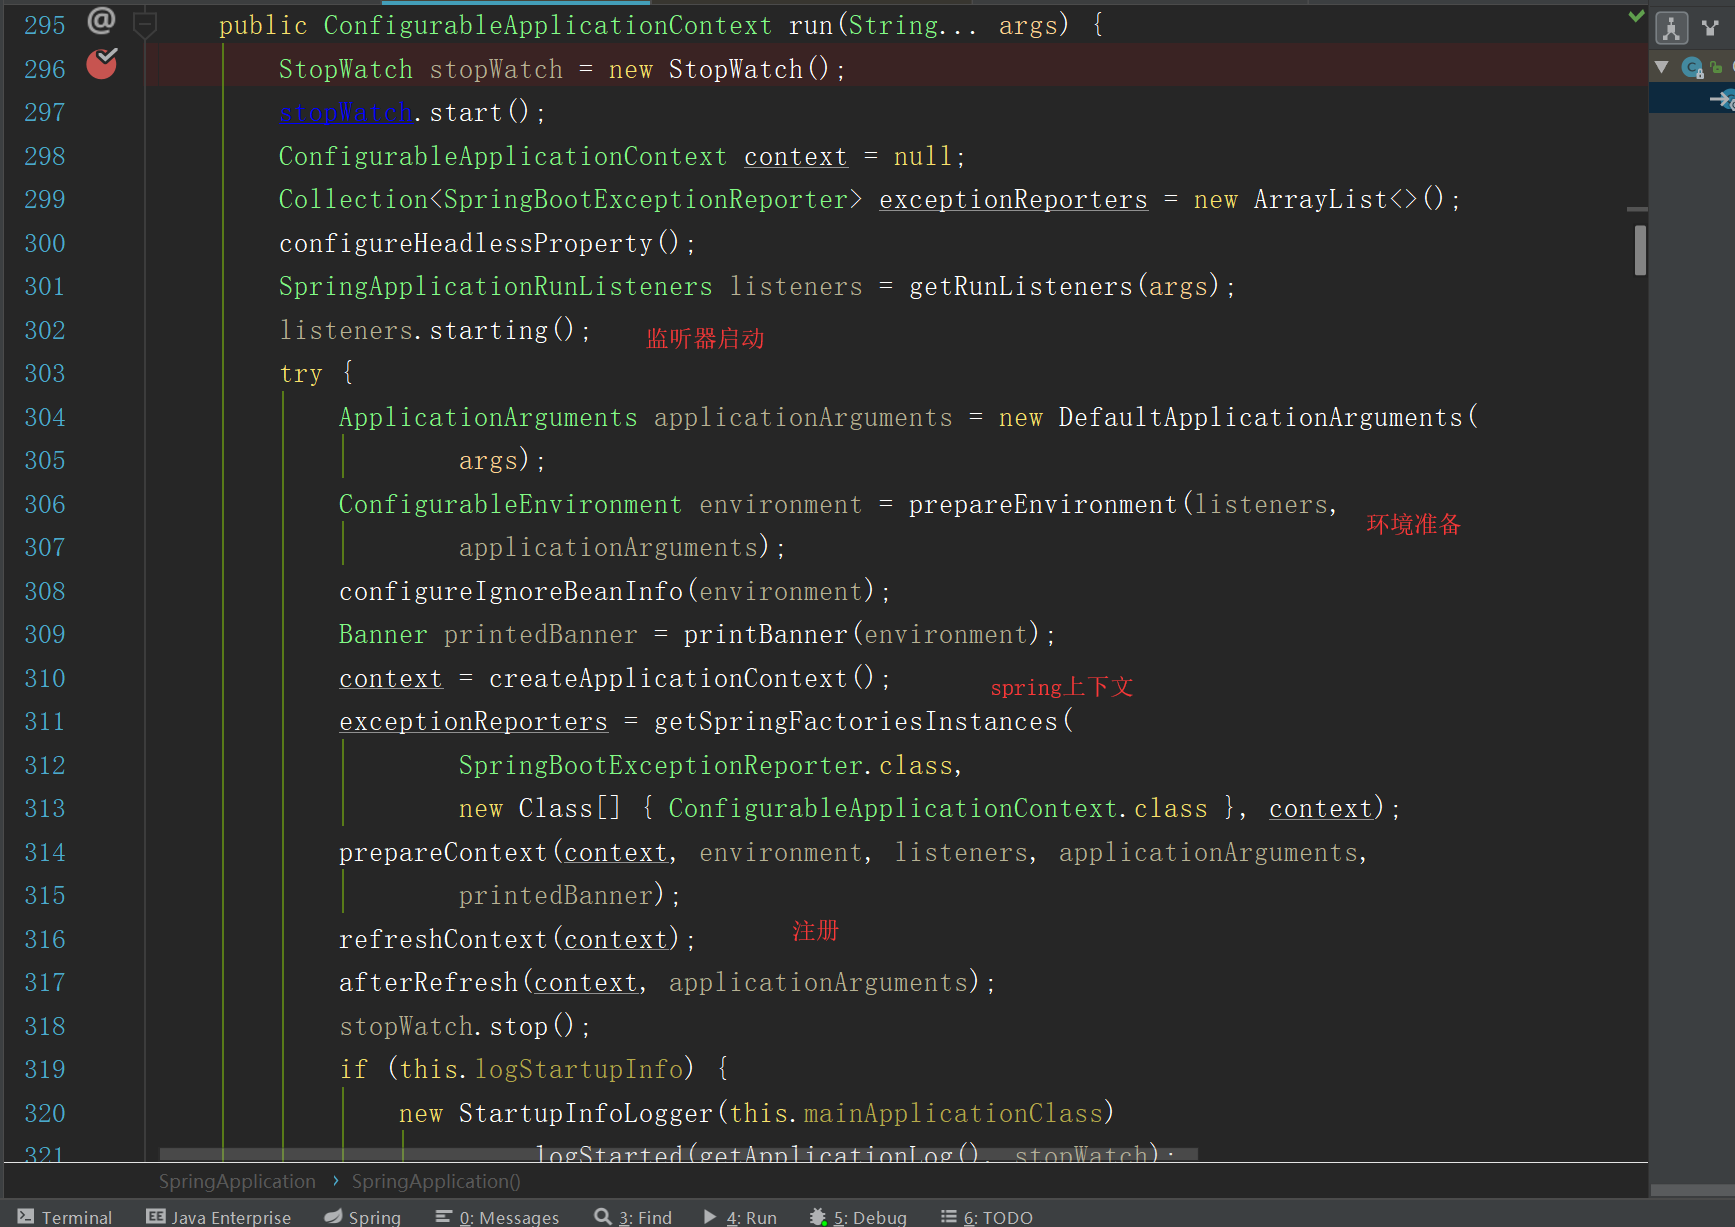 295 @ public ConfigurableApplicationContext run(String... args) {
296 StopWatch stopWatch = new StopWatch();
297 stopWatch.start();
298 ConfigurableApplicationContext context = null;
299 Collection<SpringBootExceptionReporter> exceptionReporters = new ArrayList<>();
300 configureHeadlessProperty();
301 SpringApplicationRunListeners listeners = getRunListeners(args);
302 listeners.starting(); 监听器启动
303 try {
304 ApplicationArguments applicationArguments = new DefaultApplicationArguments(
305 args);
306 ConfigurableEnvironment environment = prepareEnvironment(listeners,
环境准备
307 applicationArguments);
308 configureIgnoreBeanInfo(environment);
309 Banner printedBanner = printBanner(environment);
310 context = createApplicationContext(); spring上下文
311 exceptionReporters = getSpringFactoriesInstances(
312 SpringBootExceptionReporter.class,
313 new Class[] { ConfigurableApplicationContext.class }, context);
314 prepareContext(context, environment, listeners, applicationArguments,
315 printedBanner);
316 refreshContext(context); 注册
317 afterRefresh(context, applicationArguments);
318 stopWatch.stop();
319 if (this.logStartupInfo) {
320 new StartupInfoLogger(this.mainApplicationClass)
321 .logStarted(getApplicationLog(), stopWatch);
SpringApplication › SpringApplication()
Terminal Java Enterprise Spring 0: Messages 3: Find 4: Run 5: Debug 6: TODO